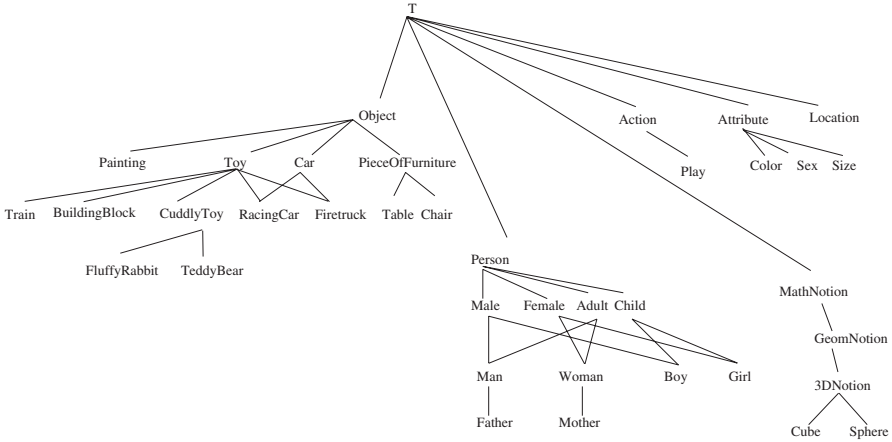 T
Object
Action
Attribute
Location
Painting
Toy
Car
PieceOfFurniture
Play
Color
Sex
Size
Train
BuildingBlock
CuddlyToy
RacingCar
Firetruck
Table
Chair
FluffyRabbit
TeddyBear
Person
MathNotion
Male
Female
Adult
Child
GeomNotion
Man
Woman
Boy
Girl
3DNotion
Father
Mother
Cube
Sphere